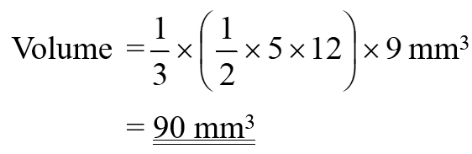 Volume = 1/3 × (1/2 × 5 × 12) × 9 mm³
= 90 mm³